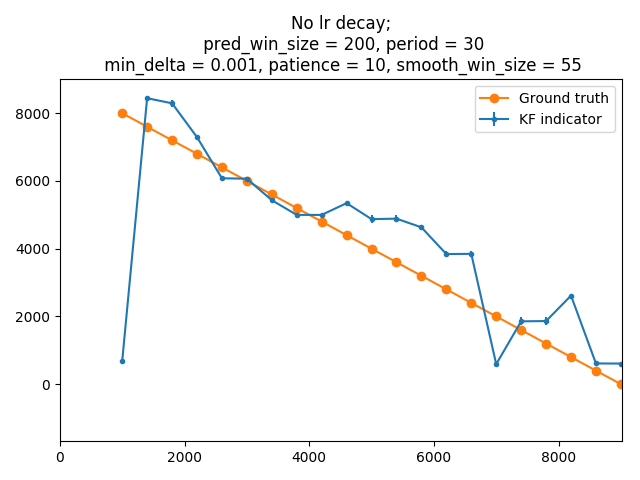 No lr decay;
pred_win_size = 200, period = 30
min_delta = 0.001, patience = 10, smooth_win_size = 55
Ground truth
KF indicator
8000
6000
4000
2000
0
0 2000 4000 6000 8000